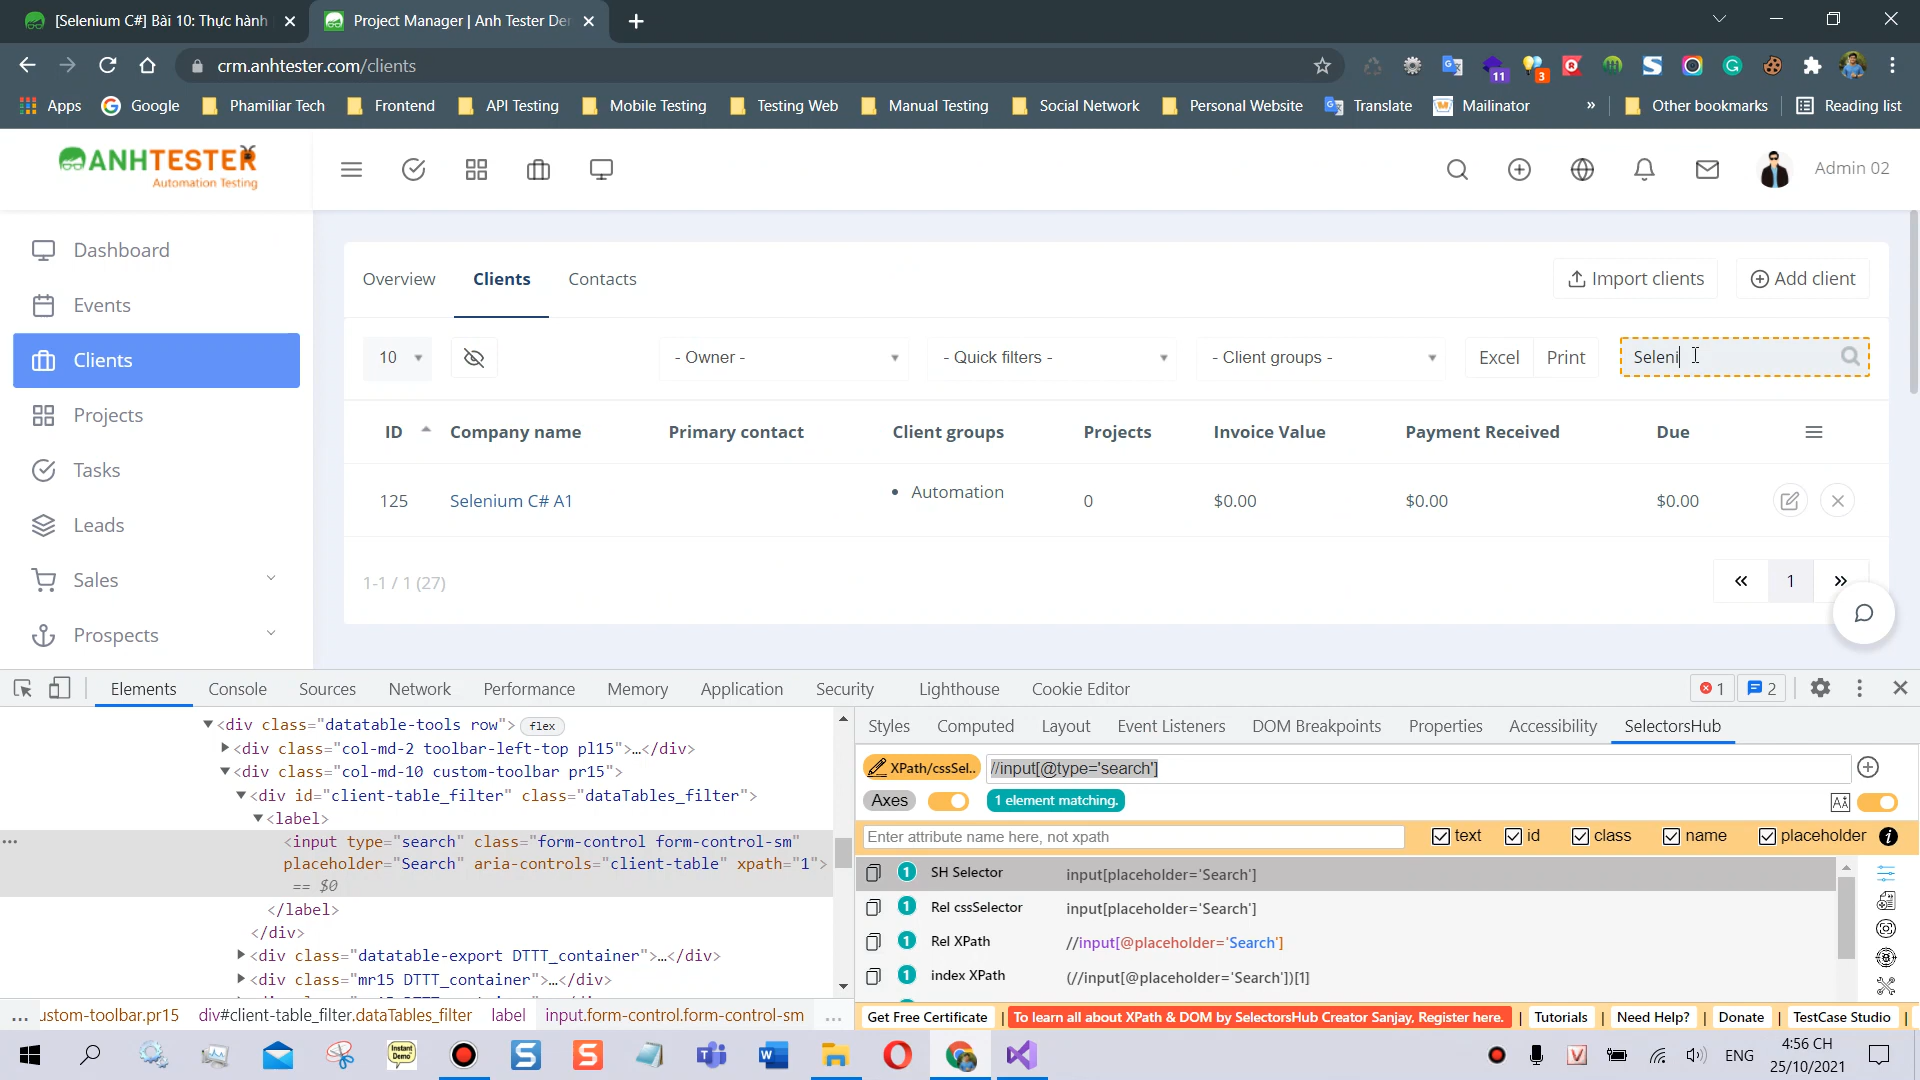 [Selenium C#] Bài 10: Thực hành
Project Manager | Anh Tester De
crm.anhtester.com/clients
11
3
Apps
Google
Phamiliar Tech
Frontend
API Testing
Mobile Testing
Testing Web
Manual Testing
Social Network
Personal Website
Translate
Mailinator
»
Other bookmarks
Reading list
ANHTESTER
Automation Testing
Admin 02
Dashboard
Events
Clients
Projects
Tasks
Leads
Sales
Prospects
Overview
Clients
Contacts
Import clients
Add client
10
- Owner -
- Quick filters -
- Client groups -
Excel
Print
Seleni
ID
Company name
Primary contact
Client groups
Projects
Invoice Value
Payment Received
Due
125
Selenium C# A1
• Automation
0
$0.00
$0.00
$0.00
1-1 / 1 (27)
«
1
»
Elements
Console
Sources
Network
Performance
Memory
Application
Security
Lighthouse
Cookie Editor
1
2
<div class="datatable-tools row"> flex
<div class="col-md-2 toolbar-left-top pl15">…</div>
<div class="col-md-10 custom-toolbar pr15">
<div id="client-table_filter" class="dataTables_filter">
<label>
<input type="search" class="form-control form-control-sm"
placeholder="Search" aria-controls="client-table" xpath="1">
== $0
</label>
</div>
<div class="datatable-export DTTT_container">…</div>
<div class="mr15 DTTT_container">…</div>
... ustom-toolbar.pr15 div#client-table_filter.dataTables_filter label input.form-control.form-control-sm ...
Styles
Computed
Layout
Event Listeners
DOM Breakpoints
Properties
Accessibility
SelectorsHub
XPath/cssSel..
//input[@type='search']
Axes
1 element matching.
Enter attribute name here, not xpath
text
id
class
name
placeholder
1 SH Selector input[placeholder='Search']
1 Rel cssSelector input[placeholder='Search']
1 Rel XPath //input[@placeholder='Search']
1 index XPath (//input[@placeholder='Search'])[1]
Get Free Certificate | To learn all about XPath & DOM by SelectorsHub Creator Sanjay, Register here. | Tutorials | Need Help? | Donate | TestCase Studio |
Instant
Demo
ENG
4:56 CH
25/10/2021